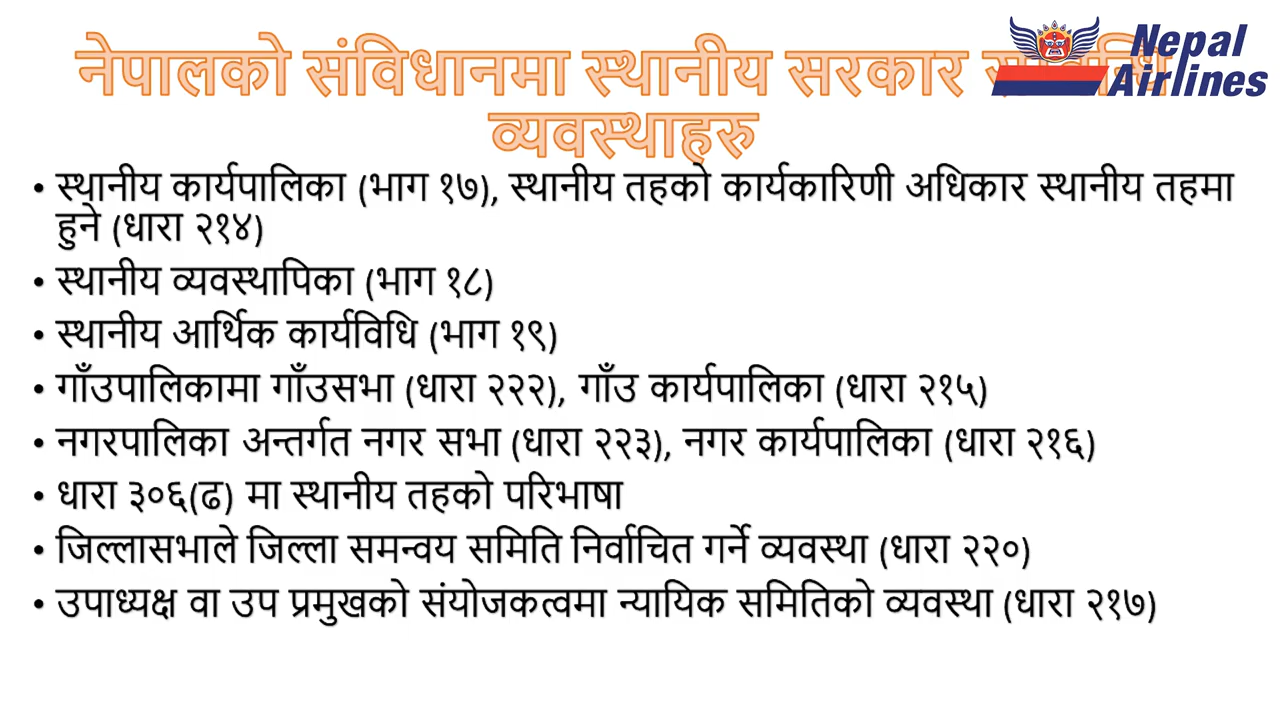 नेपालको संविधानमा स्थानीय सरकार
Nepal
Airlines
व्यवस्थाहरु
• स्थानीय कार्यपालिका (भाग १७), स्थानीय तहको कार्यकारिणी अधिकार स्थानीय तहमा
हुने (धारा २१४)
• स्थानीय व्यवस्थापिका (भाग १८)
• स्थानीय आर्थिक कार्यविधि (भाग १९)
• गाँउपालिकामा गाँउसभा (धारा २२२), गाँउ कार्यपालिका (धारा २१५)
• नगरपालिका अन्तर्गत नगर सभा (धारा २२३), नगर कार्यपालिका (धारा २१६)
• धारा ३०६(ढ) मा स्थानीय तहको परिभाषा
• जिल्लासभाले जिल्ला समन्वय समिति निर्वाचित गर्ने व्यवस्था (धारा २२०)
• उपाध्यक्ष वा उप प्रमुखको संयोजकत्वमा न्यायिक समितिको व्यवस्था (धारा २१७)